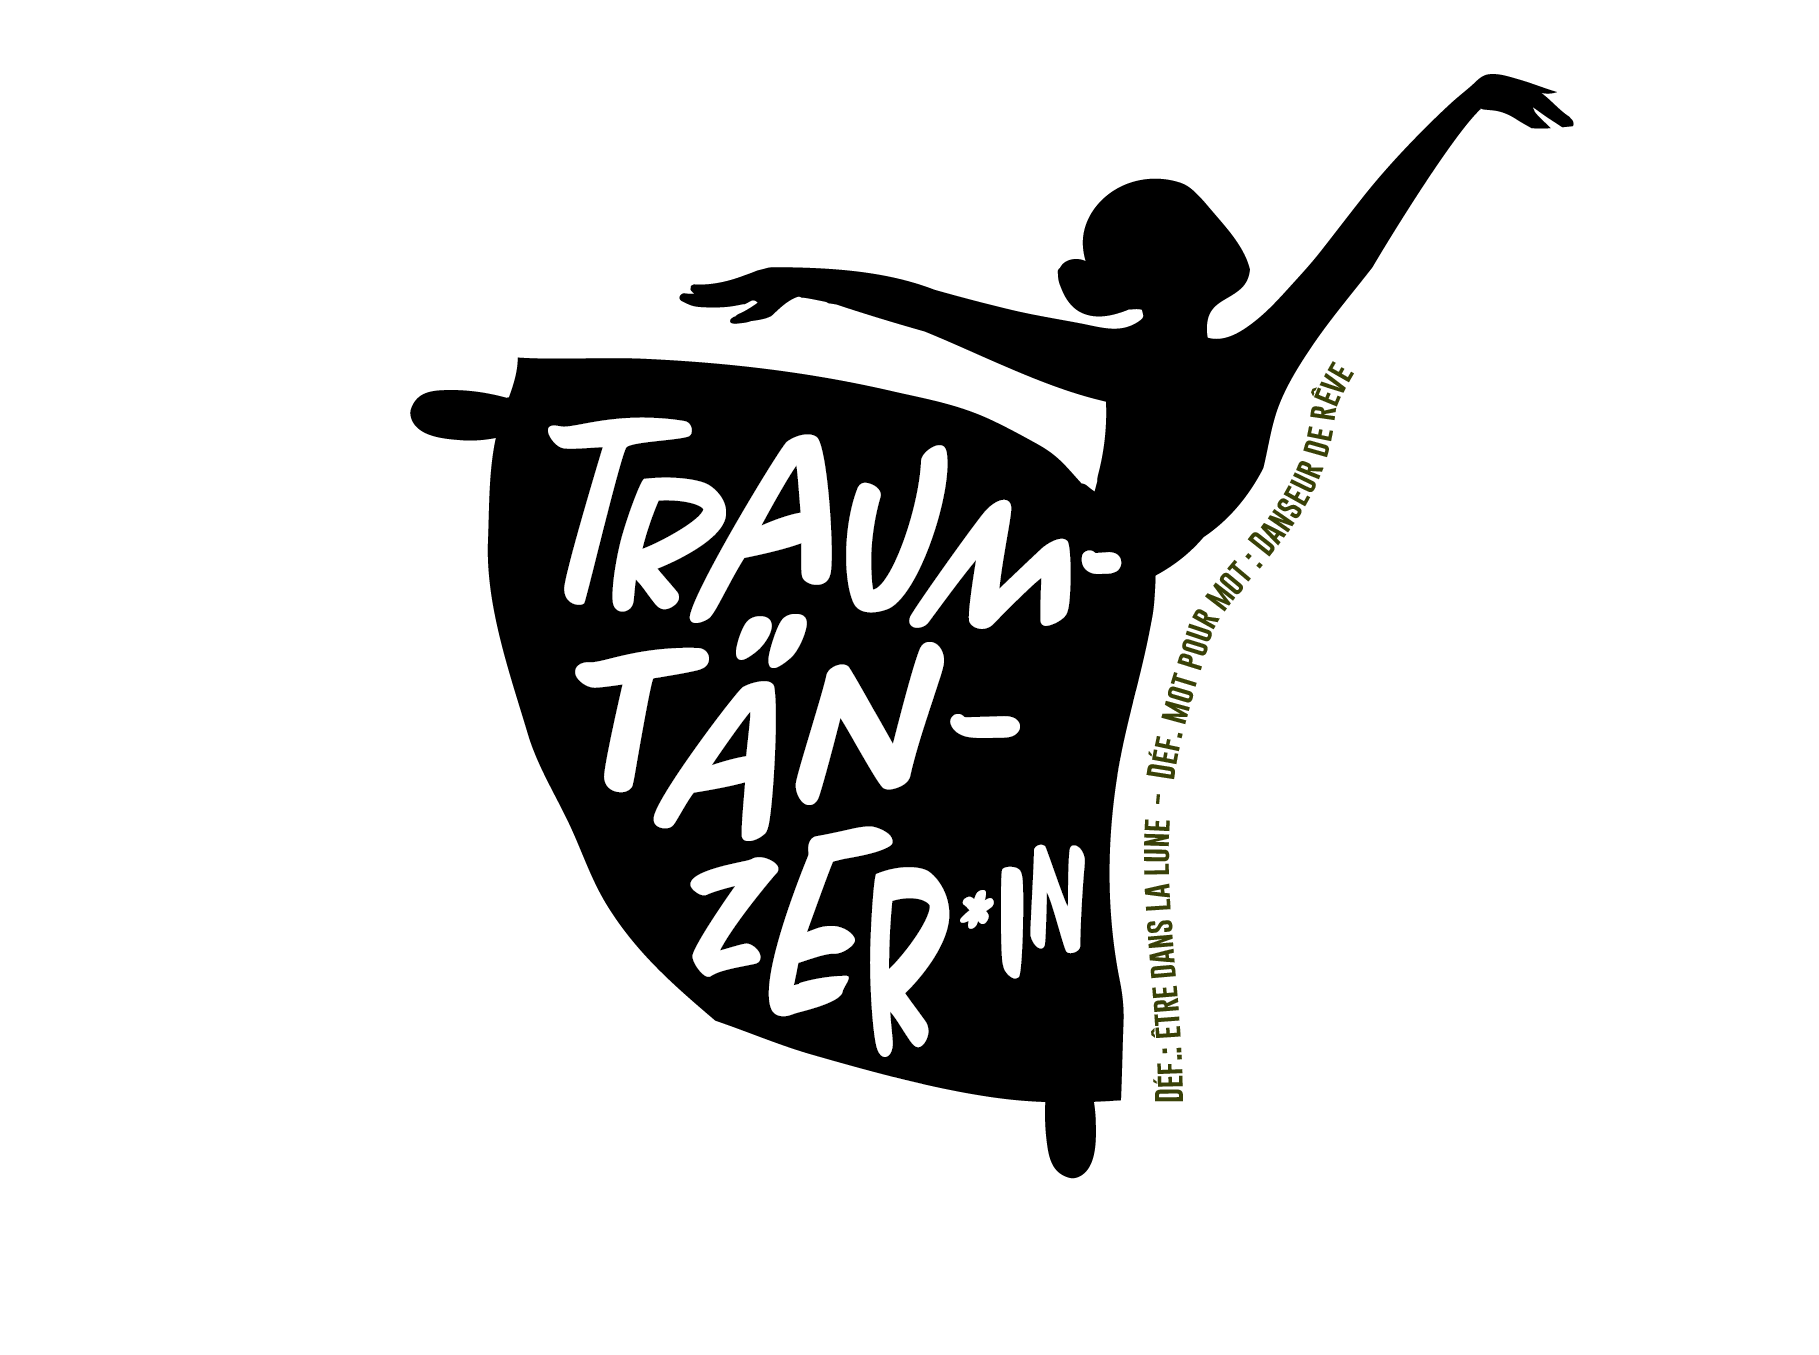 TRAUM-
TÄN-
ZER*IN
DÉF.: ÊTRE DANS LA LUNE - DÉF. MOT POUR MOT : DANSEUR DE RÊVE